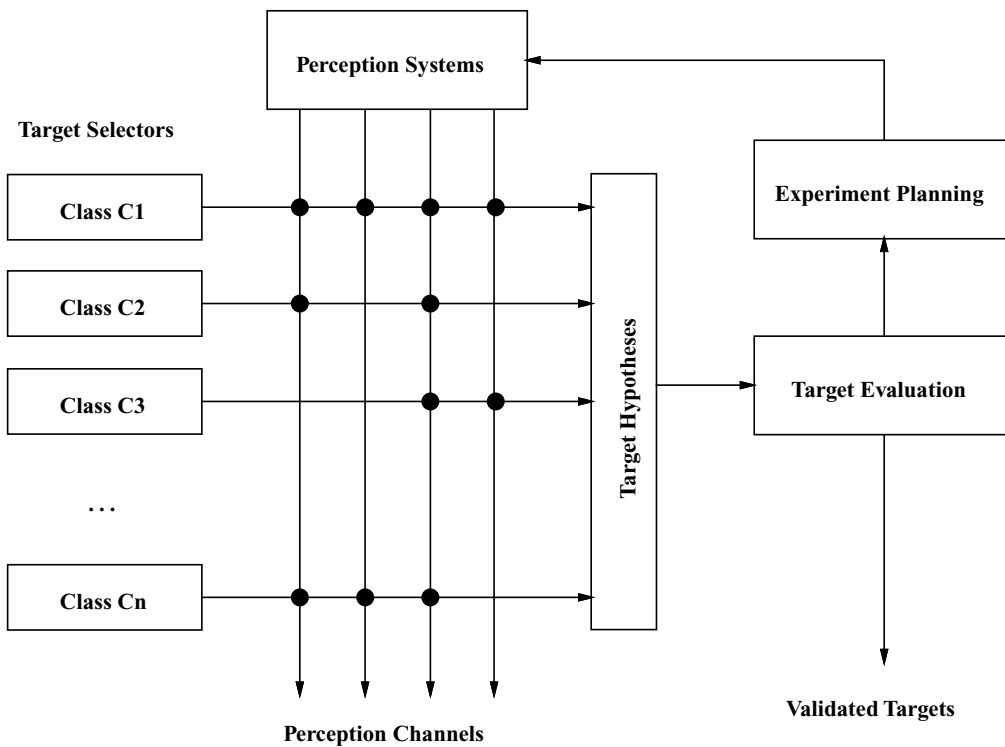 Perception Systems
Target Selectors
Experiment Planning
Class C1
Class C2
Class C3
Target Hypotheses
Target Evaluation
...
Class Cn
Validated Targets
Perception Channels